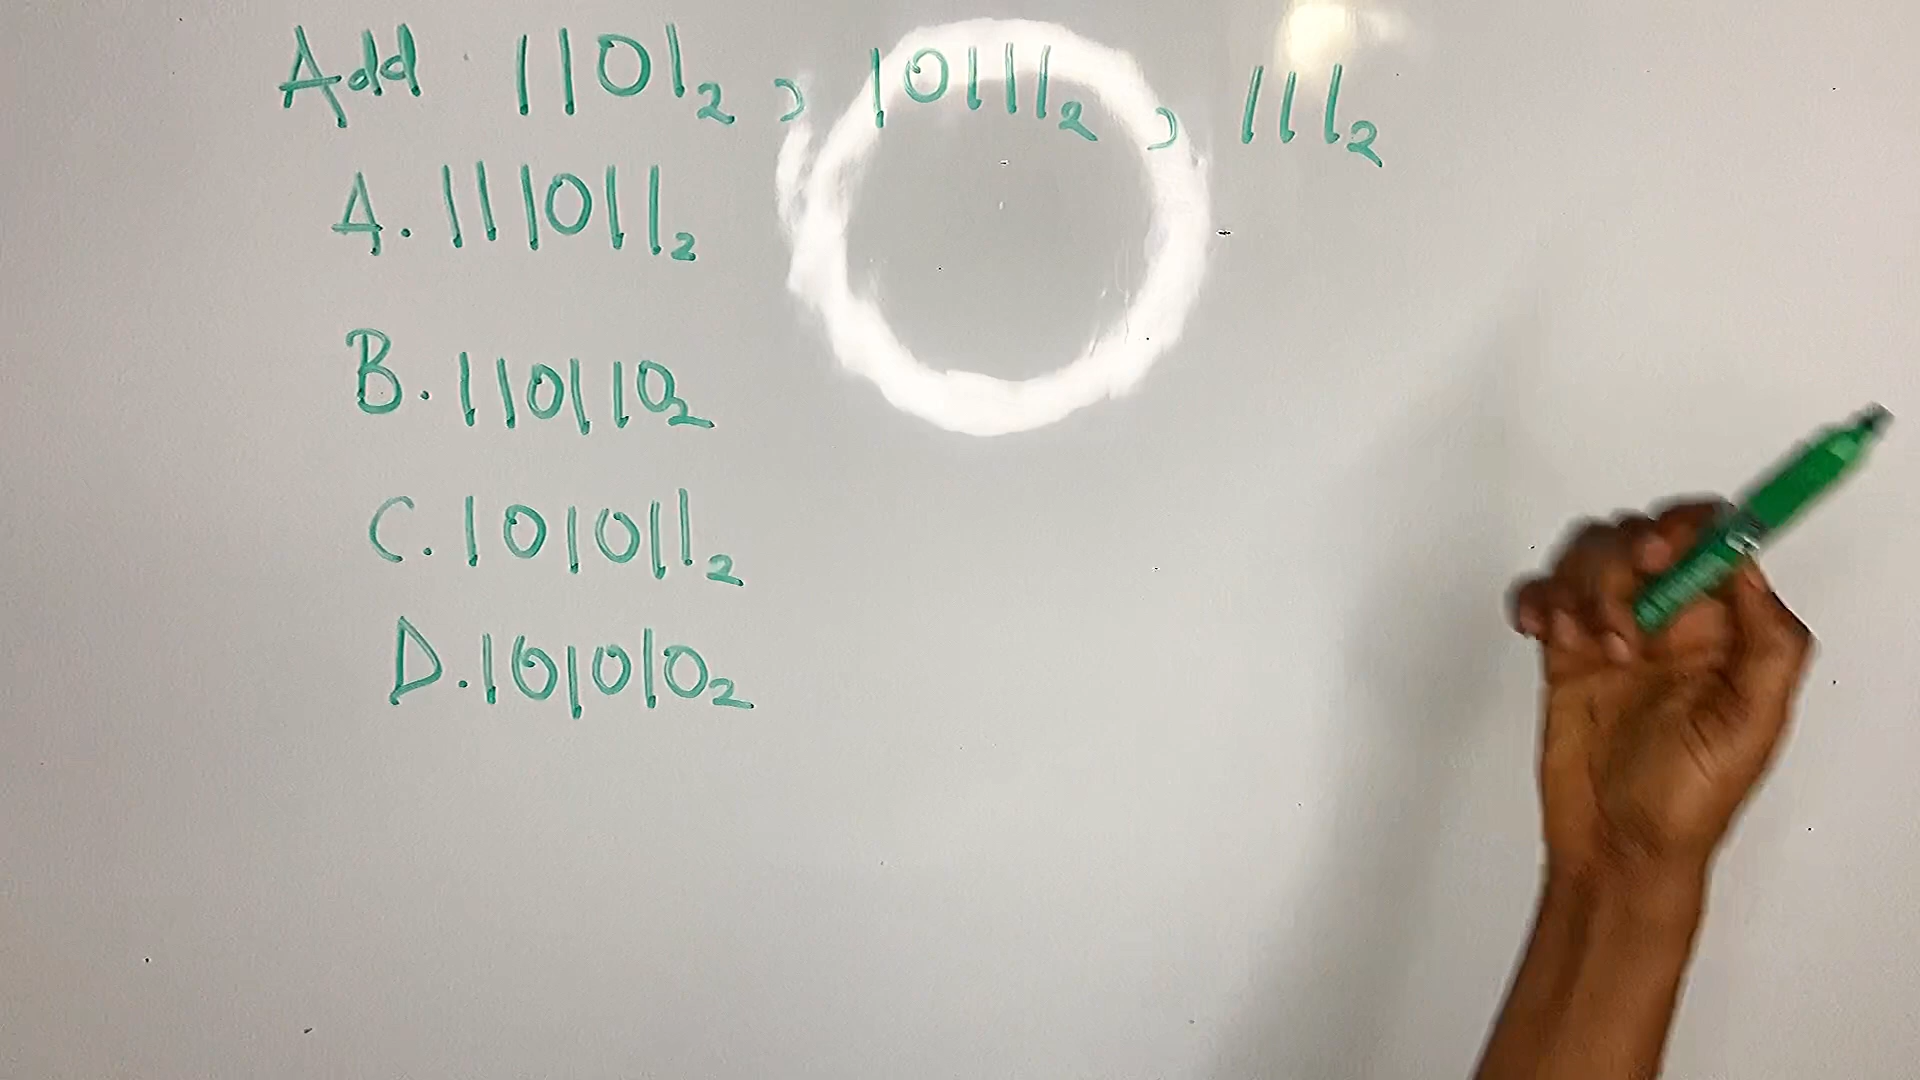 Add 1101₂, 10111₂, 111₂
A. 111011₂
B. 110110₂
C. 101011₂
D. 101010₂